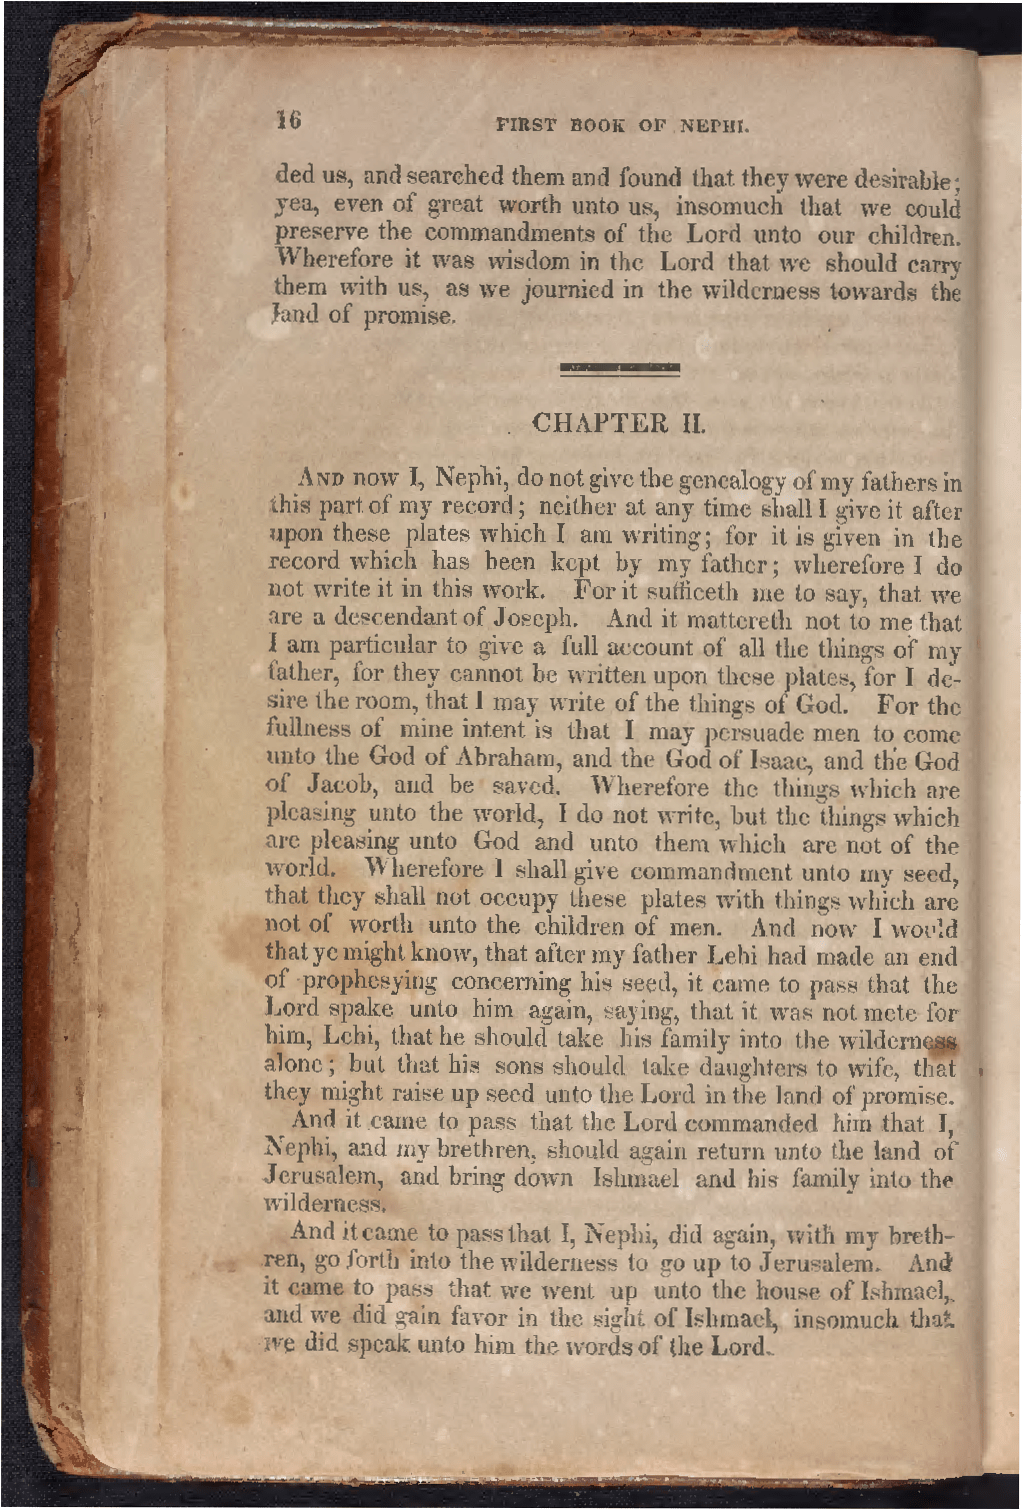 16 FIRST BOOK OF NEPHI.
ded us, and searched them and found that they were desirable;
yea, even of great worth unto us, insomuch that we could
preserve the commandments of the Lord unto our children.
Wherefore it was wisdom in the Lord that we should carry
them with us, as we journied in the wilderness towards the
land of promise.
CHAPTER II.
AND now I, Nephi, do not give the genealogy of my fathers in
this part of my record; neither at any time shall I give it after
upon these plates which I am writing; for it is given in the
record which has been kept by my father; wherefore I do
not write it in this work. For it sufficeth me to say, that we
are a descendant of Joseph. And it mattereth not to me that
I am particular to give a full account of all the things of my
father, for they cannot be written upon these plates, for I de-
sire the room, that I may write of the things of God. For the
fullness of mine intent is that I may persuade men to come
unto the God of Abraham, and the God of Isaac, and the God
of Jacob, and be saved. Wherefore the things which are
pleasing unto the world, I do not write, but the things which
are pleasing unto God and unto them which are not of the
world. Wherefore I shall give commandment unto my seed,
that they shall not occupy these plates with things which are
not of worth unto the children of men. And now I would
that ye might know, that after my father Lehi had made an end
of prophesying concerning his seed, it came to pass that the
Lord spake unto him again, saying, that it was not mete for
him, Lehi, that he should take his family into the wilderness
alone; but that his sons should take daughters to wife, that
they might raise up seed unto the Lord in the land of promise.
And it came to pass that the Lord commanded him that I,
Nephi, and my brethren, should again return unto the land of
Jerusalem, and bring down Ishmael and his family into the
wilderness.
And it came to pass that I, Nephi, did again, with my breth-
ren, go forth into the wilderness to go up to Jerusalem. And
it came to pass that we went up unto the house of Ishmael,
and we did gain favor in the sight of Ishmael, insomuch that
we did speak unto him the words of the Lord.